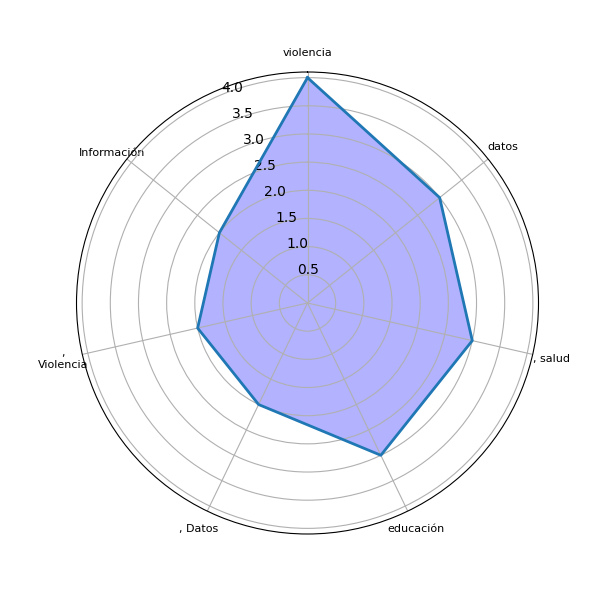 violencia
4.0
3.5
Información
datos
3.0
2.5
2.0
1.5
1.0
0.5
,
Violencia
, salud
, Datos
educación